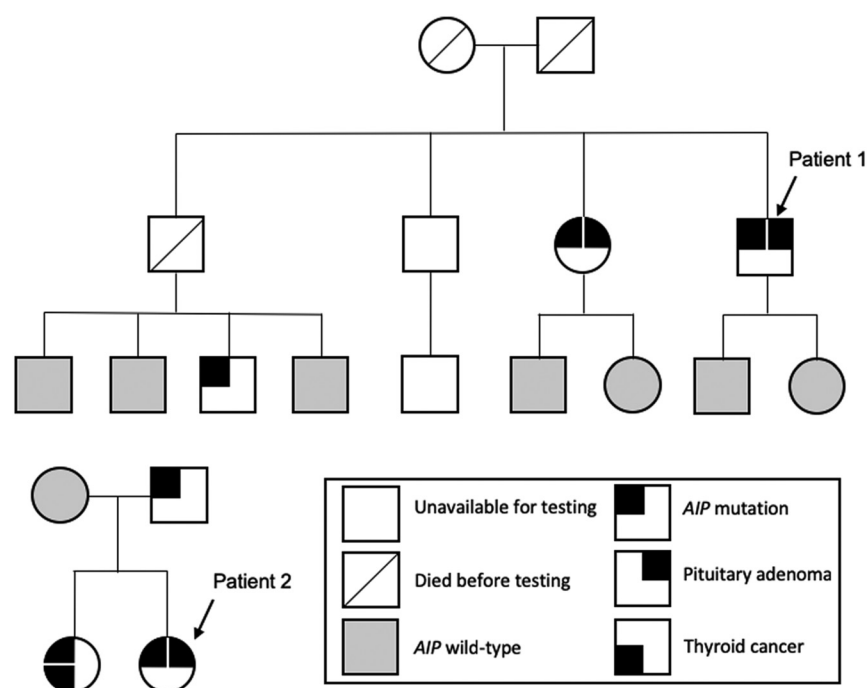 Patient 1
Patient 2
Unavailable for testing
AIP mutation
Died before testing
Pituitary adenoma
AIP wild-type
Thyroid cancer